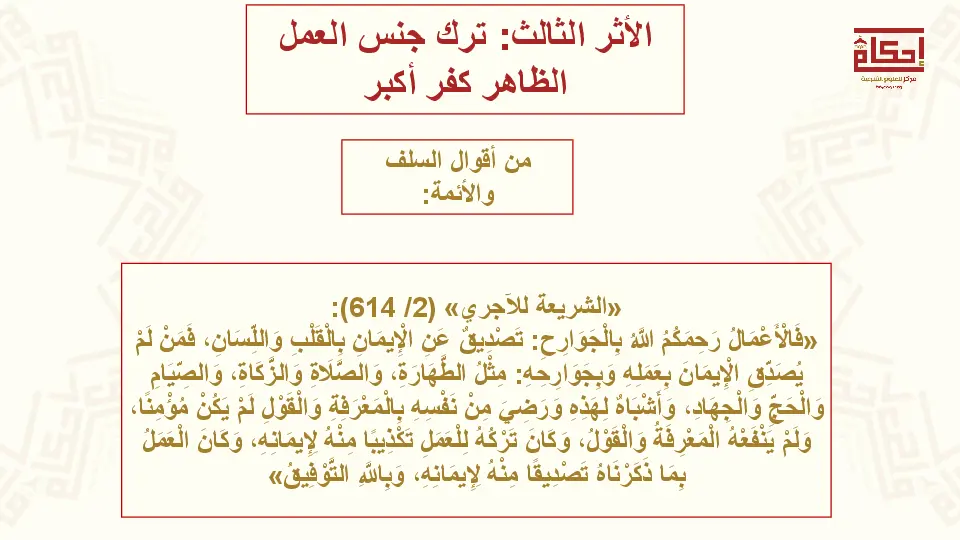 الأثر الثالث: ترك جنس العمل
الظاهر كفر أكبر
إحكام
مركز للعلوم الشرعية
من أقوال السلف
والأئمة:
«الشريعة للآجري» (2/ 614):
«فَالْأَعْمَالُ رَحِمَكُمُ اللَّهُ بِالْجَوَارِحِ: تَصْدِيقٌ عَنِ الْإِيمَانِ بِالْقَلْبِ وَاللِّسَانِ، فَمَنْ لَمْ
يُصَدِّقِ الْإِيمَانَ بِعَمَلِهِ وَبِجَوَارِحِهِ: مِثْلُ الطَّهَارَةِ، وَالصَّلَاةِ وَالزَّكَاةِ، وَالصِّيَامِ
وَالْحَجِّ وَالْجِهَادِ، وَأَشْبَاهٌ لِهَذِهِ وَرَضِيَ مِنْ نَفْسِهِ بِالْمَعْرِفَةِ وَالْقَوْلِ لَمْ يَكُنْ مُؤْمِنًا،
وَلَمْ يَنْفَعْهُ الْمَعْرِفَةُ وَالْقَوْلُ، وَكَانَ تَرْكُهُ لِلْعَمَلِ تَكْذِيبًا مِنْهُ لِإِيمَانِهِ، وَكَانَ الْعَمَلُ
بِمَا ذَكَرْنَاهُ تَصْدِيقًا مِنْهُ لِإِيمَانِهِ، وَبِاللَّهِ التَّوْفِيقُ»